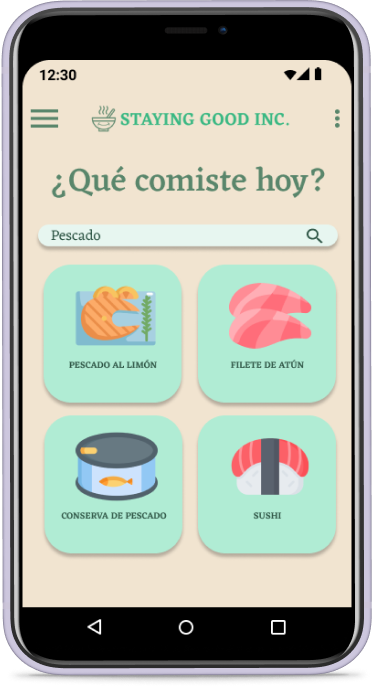 12:30
STAYING GOOD INC.
¿Qué comiste hoy?
Pescado
PESCADO AL LIMÓN
FILETE DE ATÚN
CONSERVA DE PESCADO
SUSHI